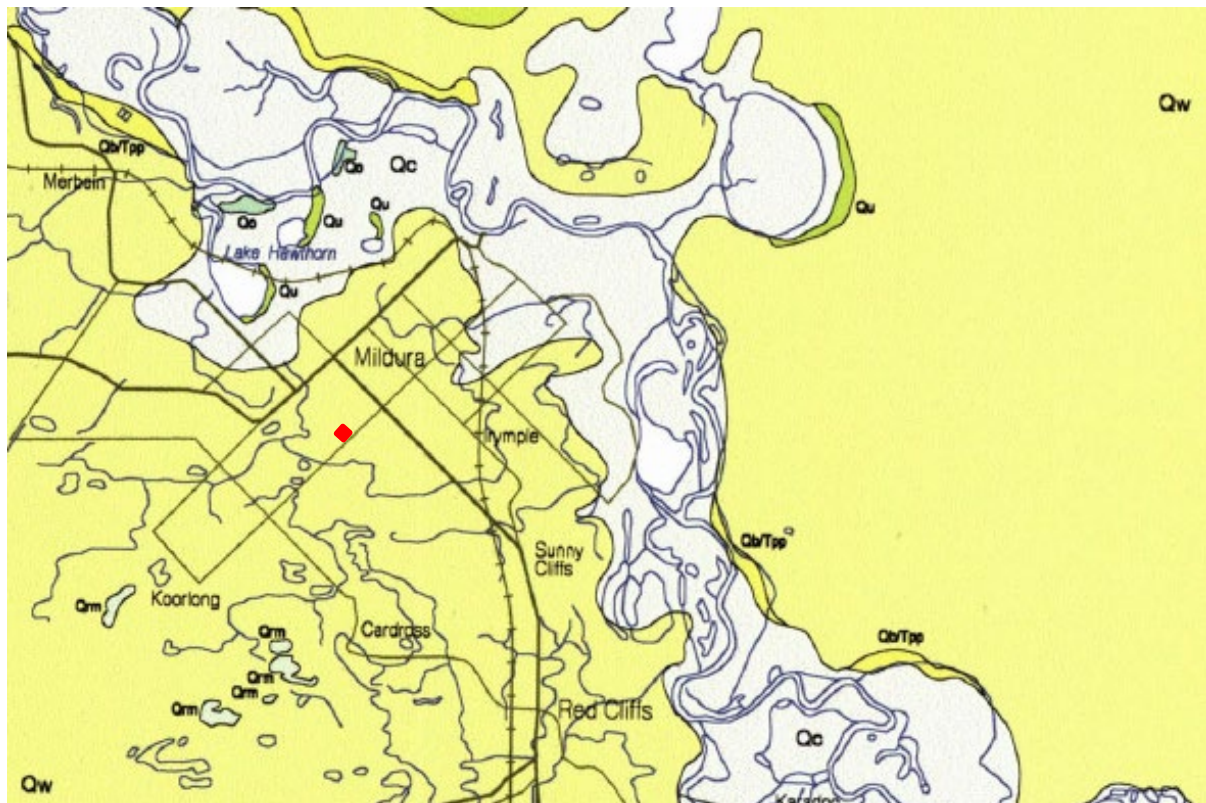 Qw
Qb/Tpp
Qo
Qc
Merbein
Qu
Qu
Qo
Qu
Lake Hawthorn
Qu
Mildura
Irymple
Qb/Tpp
Sunny
Cliffs
Koorlong
Qrm
Cardross
Qrm
Qb/Tpp
Qrm
Qrm
Qrm
Red Cliffs
Qc
Qw